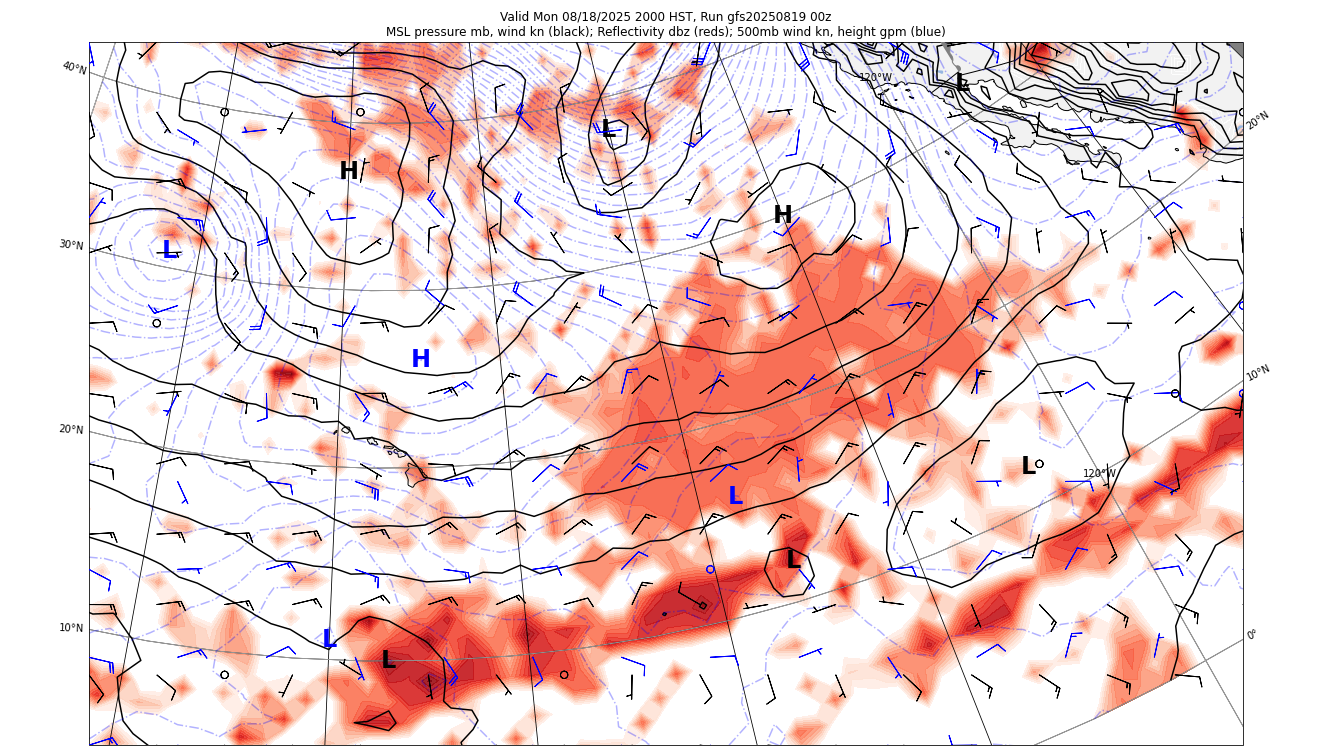 Valid Mon 08/18/2025 2000 HST, Run gfs20250819 00z
MSL pressure mb, wind kn (black); Reflectivity dbz (reds); 500mb wind kn, height gpm (blue)
40°N
120°W
L
20°N
L
H
H
30°N
L
H
10°N
20°N
L
120°W
L
L
10°N
L
0°
L